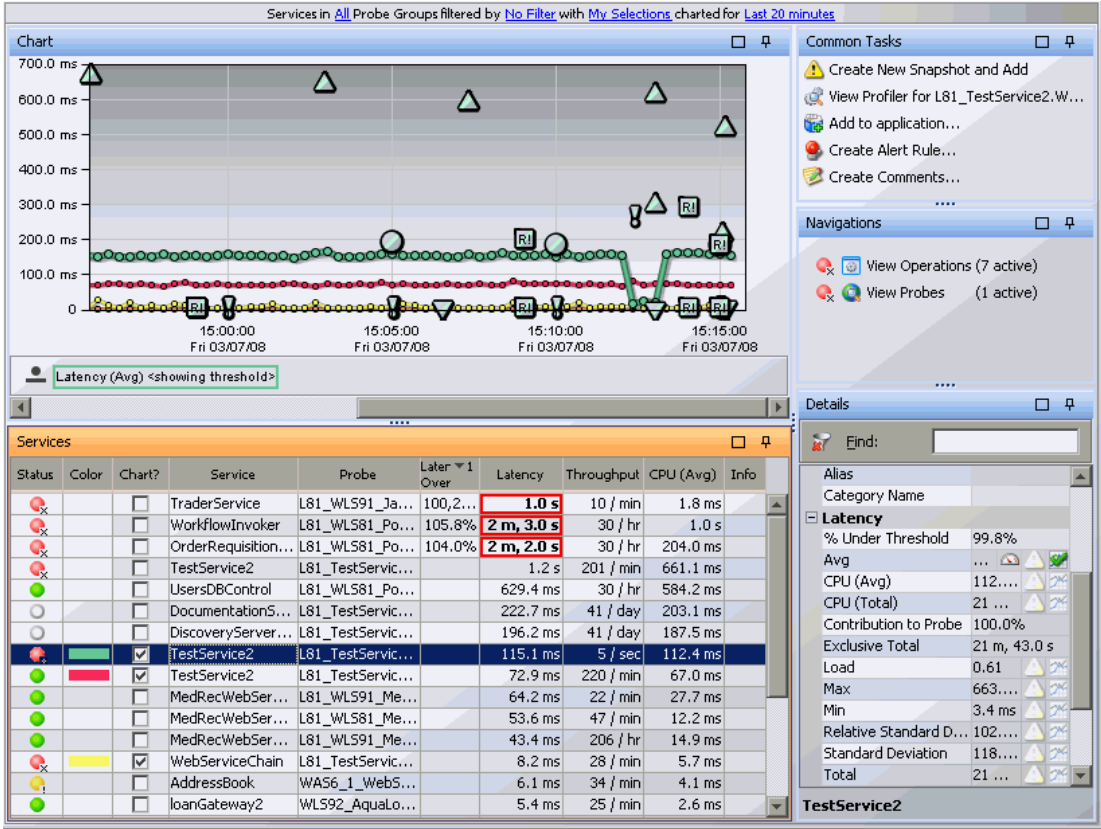 Services in All Probe Groups filtered by No Filter with My Selections charted for Last 20 minutes
Chart
700.0 ms
600.0 ms
500.0 ms
400.0 ms
300.0 ms
200.0 ms
100.0 ms
0
R! R! R! R! R! R! R!
15:00:00 15:05:00 15:10:00 15:15:00
Fri 03/07/08 Fri 03/07/08 Fri 03/07/08 Fri 03/07/08
Latency (Avg) <showing threshold>
Services
Status Color Chart? Service Probe Later 1 Over Latency Throughput CPU (Avg) Info
TraderService L81_WLS91_Ja... 100,2... 1.0 s 10 / min 1.8 ms
WorkflowInvoker L81_WLS81_Po... 105.8% 2 m, 3.0 s 30 / hr 1.0 s
OrderRequisition... L81_WLS81_Po... 104.0% 2 m, 2.0 s 30 / hr 204.0 ms
TestService2 L81_TestServic... 1.2 s 201 / min 661.1 ms
UsersDBControl L81_WLS81_Po... 629.4 ms 30 / hr 584.2 ms
DocumentationS... L81_TestServic... 222.7 ms 41 / day 203.1 ms
DiscoveryServer... L81_TestServic... 196.2 ms 41 / day 187.5 ms
TestService2 L81_TestServic... 115.1 ms 5 / sec 112.4 ms
TestService2 L81_TestServic... 72.9 ms 220 / min 67.0 ms
MedRecWebSer... L81_WLS91_Me... 64.2 ms 22 / min 27.7 ms
MedRecWebSer... L81_WLS81_Me... 53.6 ms 47 / min 12.2 ms
MedRecWebSer... L81_WLS91_Me... 43.4 ms 206 / hr 14.9 ms
WebServiceChain L81_TestServic... 8.2 ms 28 / min 5.7 ms
AddressBook WAS6_1_WebS... 6.1 ms 34 / min 4.1 ms
loanGateway2 WLS92_AquaLo... 5.4 ms 25 / min 2.6 ms
Common Tasks
Create New Snapshot and Add
View Profiler for L81_TestService2.W...
Add to application...
Create Alert Rule...
Create Comments...
Navigations
View Operations (7 active)
View Probes (1 active)
Details
Find:
Alias
Category Name
Latency
% Under Threshold 99.8%
Avg ...
CPU (Avg) 112....
CPU (Total) 21 ...
Contribution to Probe 100.0%
Exclusive Total 21 m, 43.0 s
Load 0.61
Max 663....
Min 3.4 ms
Relative Standard D... 102....
Standard Deviation 118....
Total 21 ...
TestService2